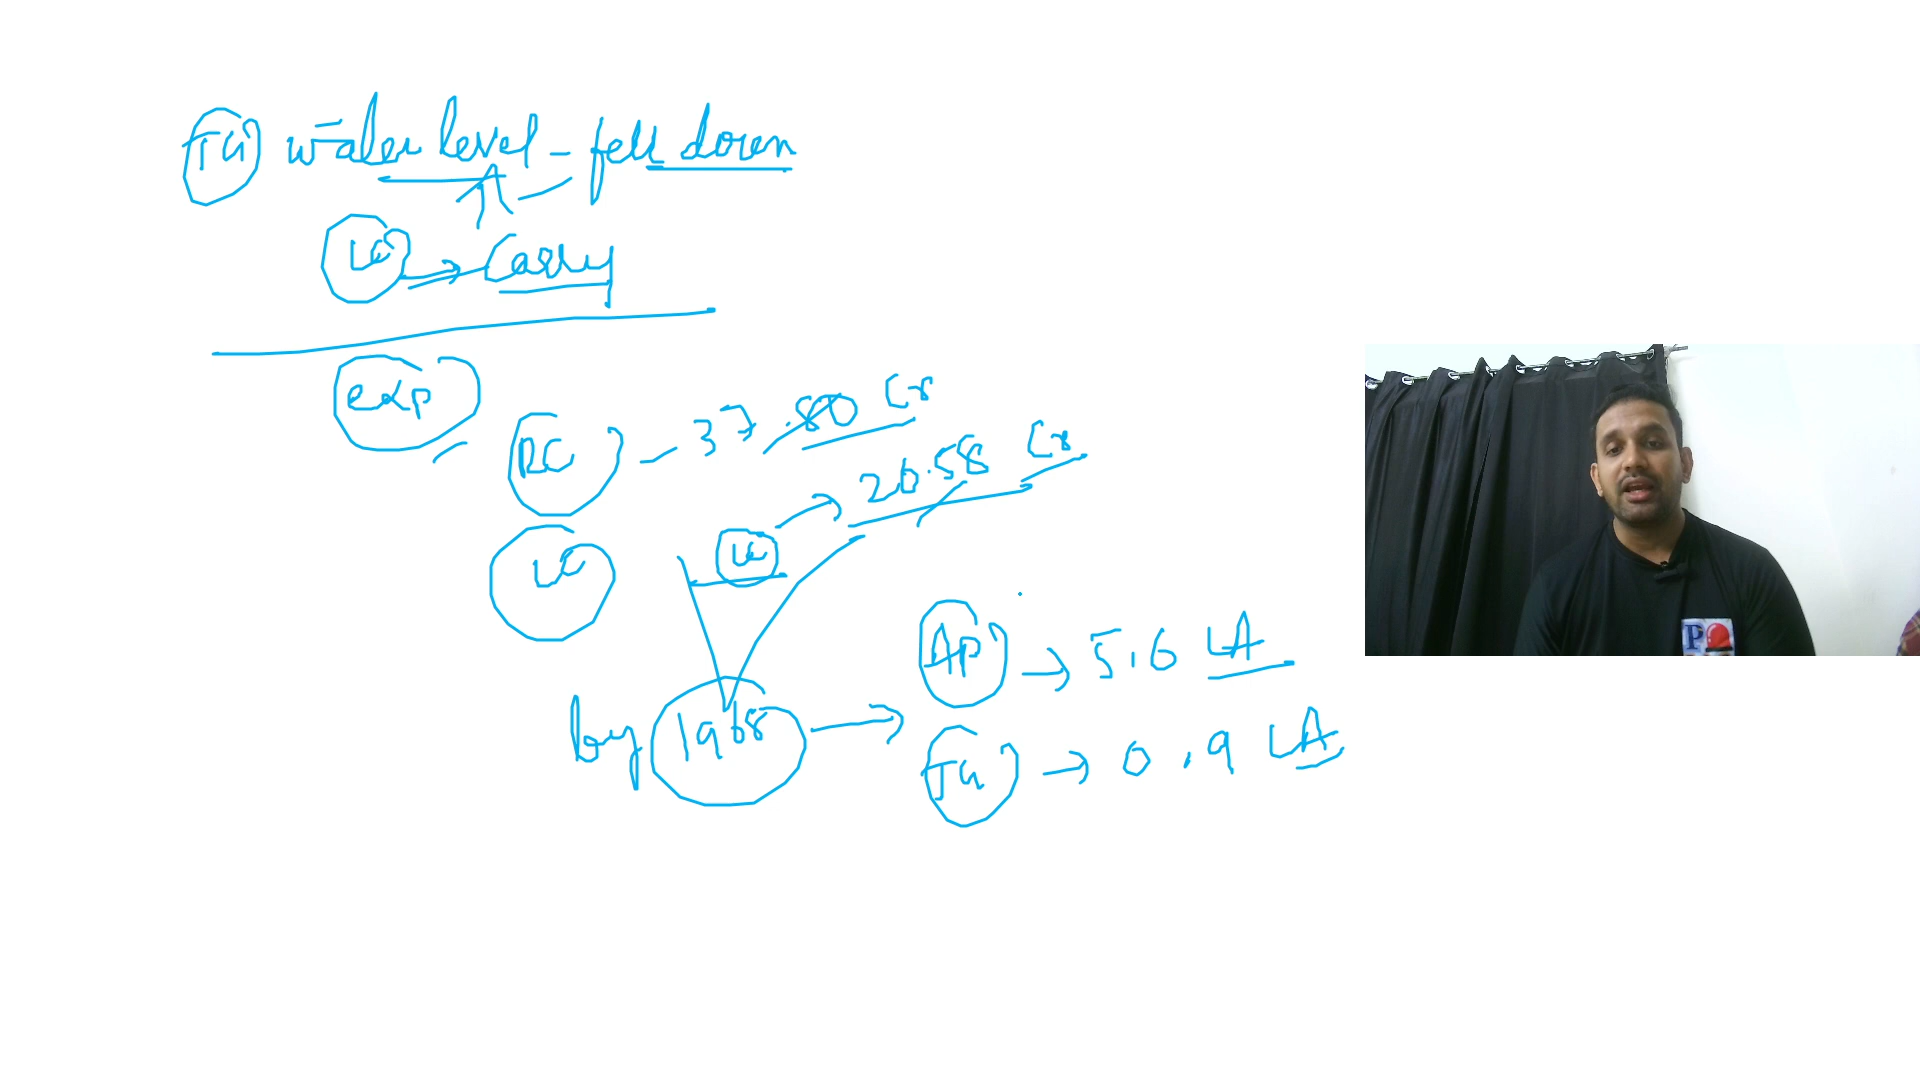 TG water level - fell down
LC → Carry
exp
RC - 37.80 Cr
LC → 26.58 Cr
LC
by 1968 → AP → 5.6 LA
TG → 0.9 LA
P